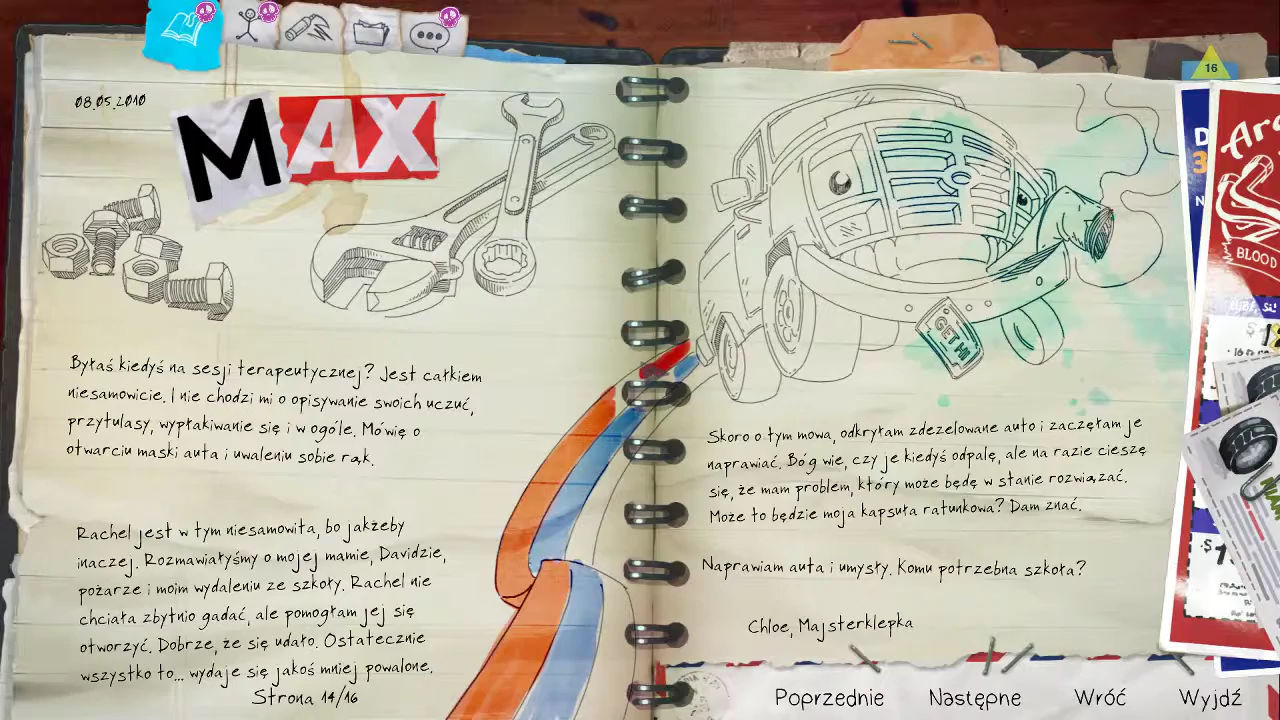 08.05.2010
MAX
Byłaś kiedyś na sesji terapeutycznej? Jest całkiem
niesamowicie. I nie chodzi mi o opisywanie swoich uczuć,
przytulasy, wypłakiwanie się i w ogóle. Mówię o
otwarciu maski auta i uwaleniu sobie rąk.
Rachel jest w tym niesamowita, bo jakżeby
inaczej. Rozmawiałyśmy o mojej mamie, Davidzie,
pożarze i moim wydaleniu ze szkoły. Rachel nie
chciała zbytnio gadać, ale pomogłam jej się
otworzyć. Dobrze, że się udało. Ostatecznie
wszystko to... wydaje się jakoś mniej powalone.
Strona 14/16
16
GET HI
Skoro o tym mowa, odkryłam zdezelowane auto i zaczęłam je
naprawiać. Bóg wie, czy je kiedyś odpalę, ale na razie cieszę
się, że mam problem, który może będę w stanie rozwiązać.
Może to będzie moja kapsuła ratunkowa? Dam znać.
Naprawiam auta i umysły. Komu potrzebna szkoła?
Chloe, Majsterklepka
BLOOD
Poprzednie Następne Wróć Wyjdź